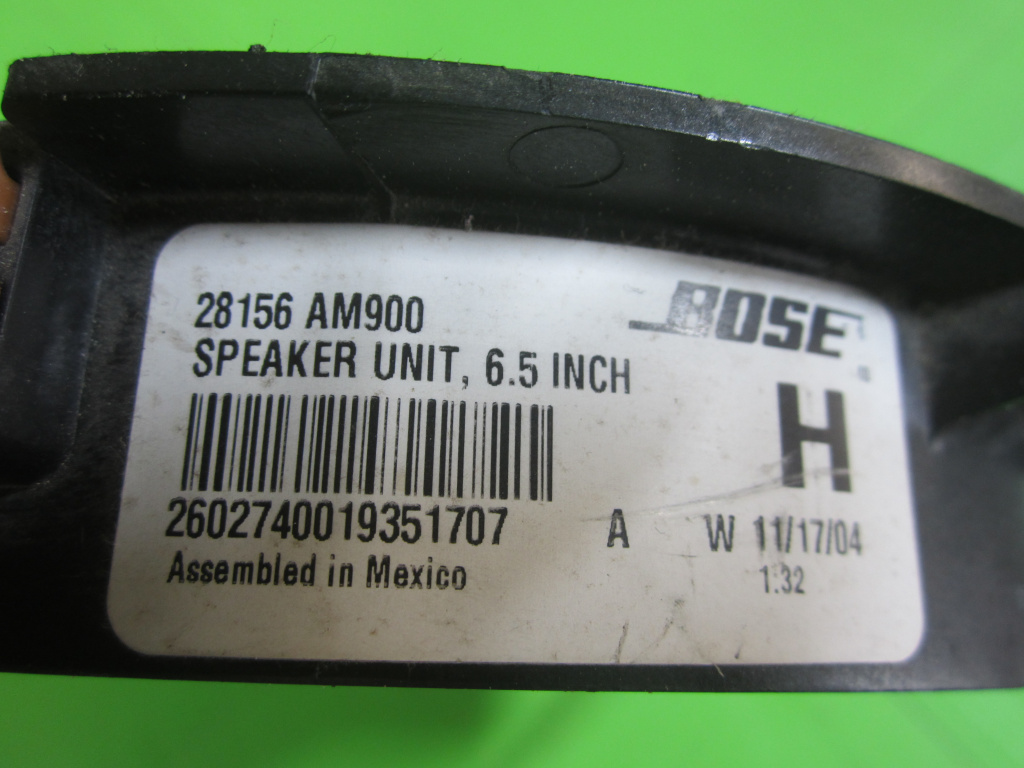 28156 AM900
BOSE
SPEAKER UNIT, 6.5 INCH
H
2602740019351707 A W 11/17/04
Assembled in Mexico 1:32